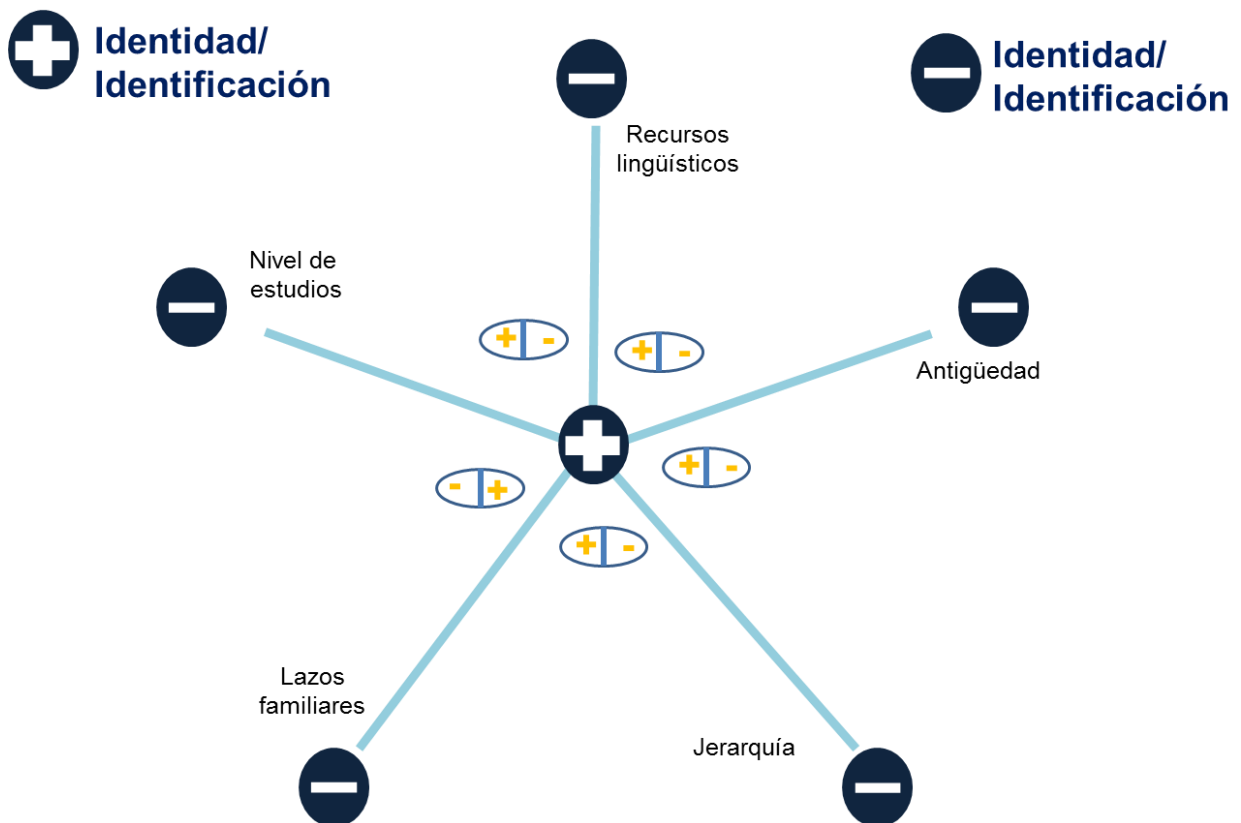 Identidad/
Identificación
Identidad/
Identificación
Recursos
lingüísticos
Nivel de
estudios
+ -
+ -
Antigüedad
+ -
- +
+ -
Lazos
familiares
Jerarquía